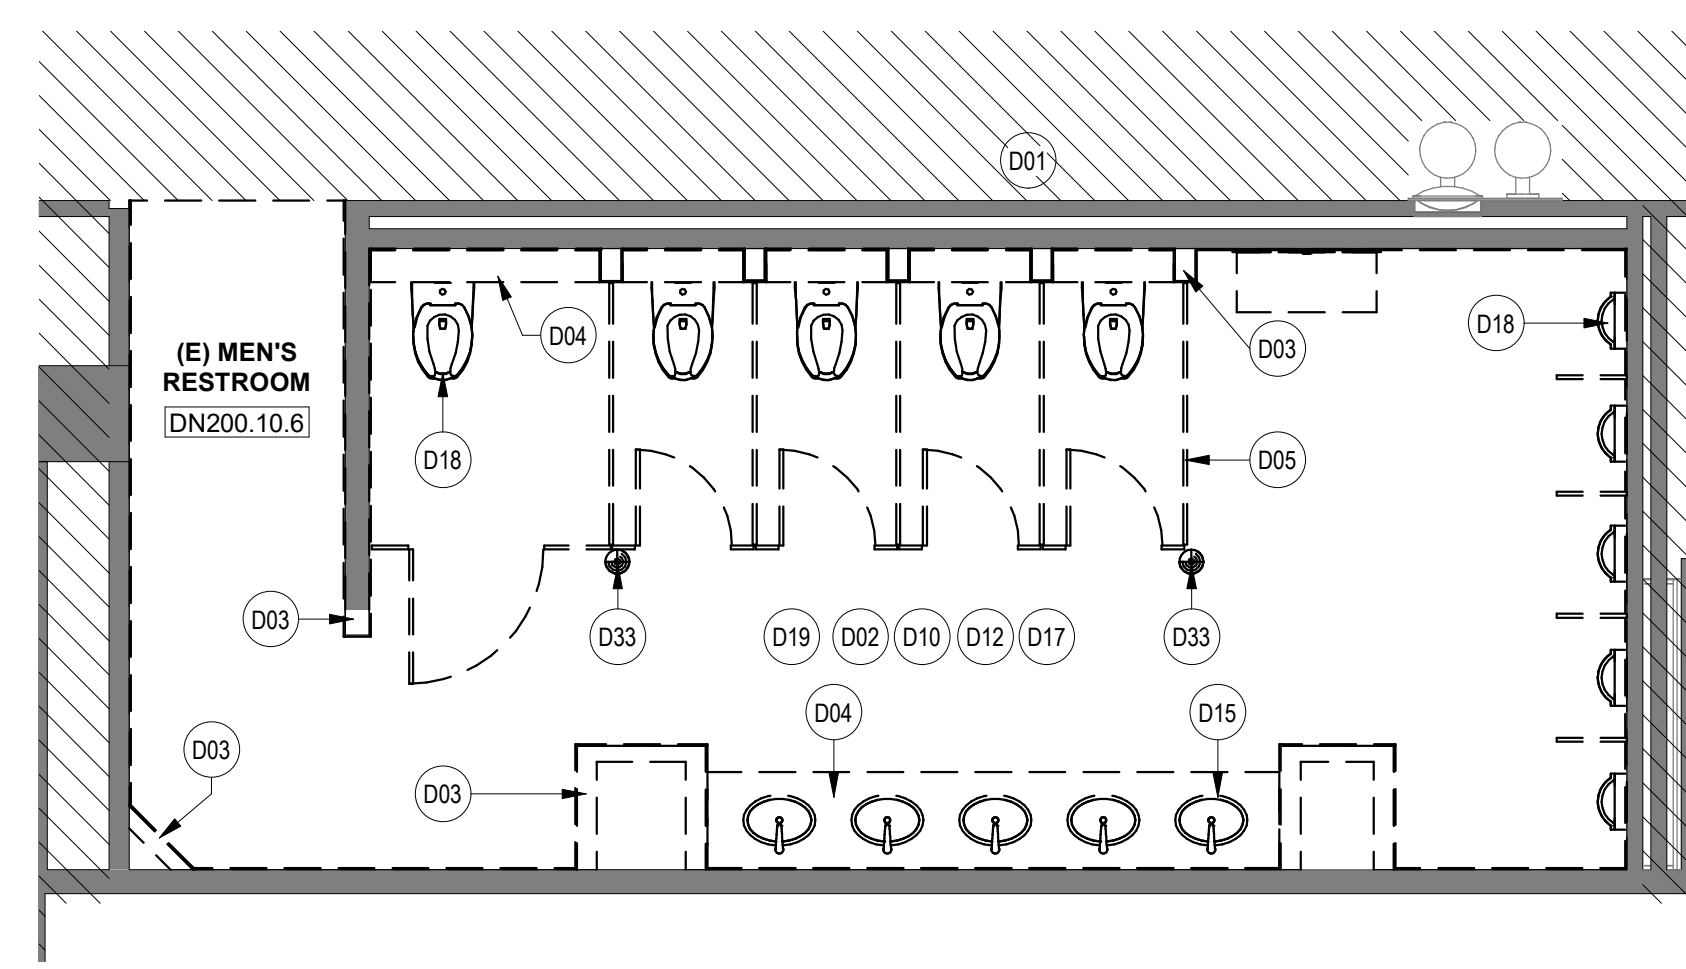 D01
(E) MEN'S
RESTROOM
DN200.10.6
D04
D03
D18
D18
D05
D03
D33
D19 D02 D10 D12 D17
D33
D04
D15
D03
D03